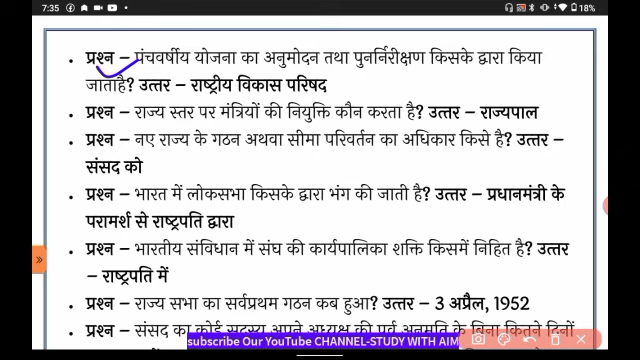 7:35
18%
• प्रश्न – पंचवर्षीय योजना का अनुमोदन तथा पुनर्निरीक्षण किसके द्वारा किया
जाताहै? उत्तर – राष्ट्रीय विकास परिषद
• प्रश्न – राज्य स्तर पर मंत्रियों की नियुक्ति कौन करता है? उत्तर – राज्यपाल
• प्रश्न – नए राज्य के गठन अथवा सीमा परिवर्तन का अधिकार किसे है? उत्तर –
संसद को
• प्रश्न – भारत में लोकसभा किसके द्वारा भंग की जाती है? उत्तर – प्रधानमंत्री के
परामर्श से राष्ट्रपति द्वारा
• प्रश्न – भारतीय संविधान में संघ की कार्यपालिका शक्ति किसमें निहित है? उत्तर
– राष्ट्रपति में
• प्रश्न – राज्य सभा का सर्वप्रथम गठन कब हुआ? उत्तर – 3 अप्रैल, 1952
• प्रश्न – संसद का कोई सदस्य अपने अध्यक्ष की पूर्व अनुमति के बिना कितने दिनों
subscribe Our YouTube CHANNEL-STUDY WITH AIM